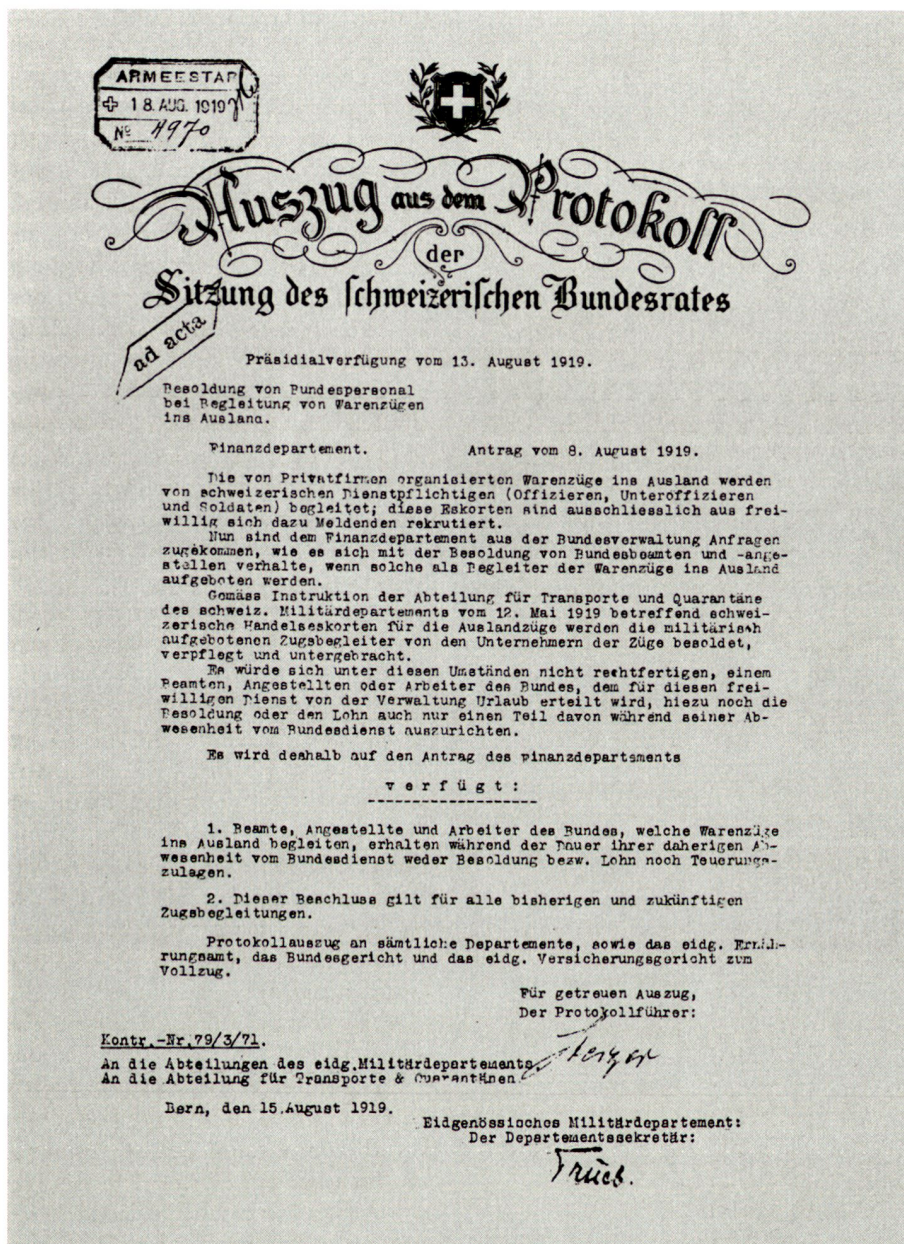 ARMEESTAB
18. AUG. 1919
No 4970
Auszug aus dem Protokoll
der
Sitzung des schweizerischen Bundesrates
ad acta
Präsidialverfügung vom 13. August 1919.
Besoldung von Bundespersonal
bei Begleitung von Warenzügen
ins Ausland.
Finanzdepartement. Antrag vom 8. August 1919.
Die von Privatfirmen organisierten Warenzüge ins Ausland werden
von schweizerischen Dienstpflichtigen (Offizieren, Unteroffizieren
und Soldaten) begleitet; diese Eskorten sind ausschliesslich aus frei-
willig sich dazu Meldenden rekrutiert.
Nun sind dem Finanzdepartement aus der Bundesverwaltung Anfragen
zugekommen, wie es sich mit der Besoldung von Bundesbeamten und -ange-
stellen verhalte, wenn solche als Begleiter der Warenzüge ins Ausland
aufgeboten werden.
Gemäss Instruktion der Abteilung für Transporte und Quarantäne
des schweiz. Militärdepartements vom 12. Mai 1919 betreffend schwei-
zerische Handelseskorten für die Auslandzüge werden die militärisch
aufgebotenen Zugsbegleiter von den Unternehmern der Züge besoldet,
verpflegt und untergebracht.
Es würde sich unter diesen Umständen nicht rechtfertigen, einem
Beamten, Angestellten oder Arbeiter des Bundes, dem für diesen frei-
willigen Dienst von der Verwaltung Urlaub erteilt wird, hiezu noch die
Besoldung oder den Lohn auch nur einen Teil davon während seiner Ab-
wesenheit vom Bundesdienst auszurichten.
Es wird deshalb auf den Antrag des Finanzdepartements
verfügt:
1. Beamte, Angestellte und Arbeiter des Bundes, welche Warenzüge
ins Ausland begleiten, erhalten während der Dauer ihrer daherigen Ab-
wesenheit vom Bundesdienst weder Besoldung bezw. Lohn noch Teuerungs-
zulagen.
2. Dieser Beschluss gilt für alle bisherigen und zukünftigen
Zugsbegleitungen.
Protokollauszug an sämtliche Departemente, sowie das eidg. Ernäh-
rungsamt, das Bundesgericht und das eidg. Versicherungsgericht zum
Vollzug.
Für getreuen Auszug,
Der Protokollführer:
Steiger
Kontr.-Nr.79/3/71.
An die Abteilungen des eidg.Militärdepartements
An die Abteilung für Transporte & Quarantänen
Bern, den 15.August 1919.
Eidgenössisches Militärdepartement:
Der Departementssekretär:
Trüeb.